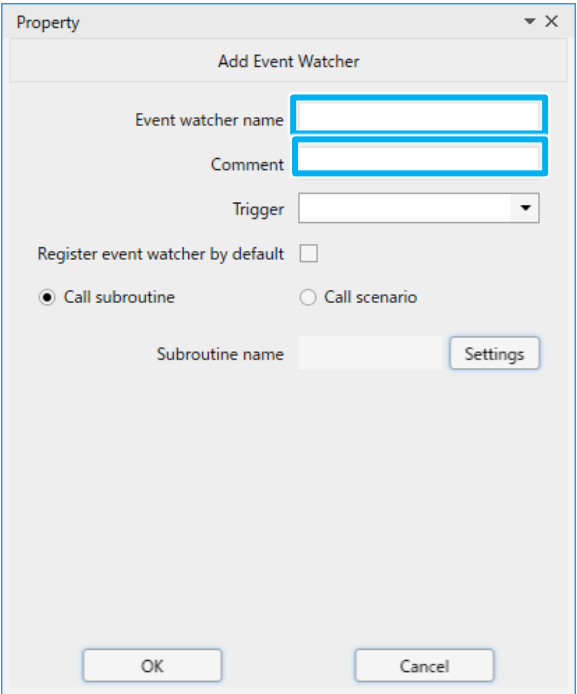 Property
Add Event Watcher
Event watcher name
Comment
Trigger
Register event watcher by default
Call subroutine Call scenario
Subroutine name Settings
OK Cancel